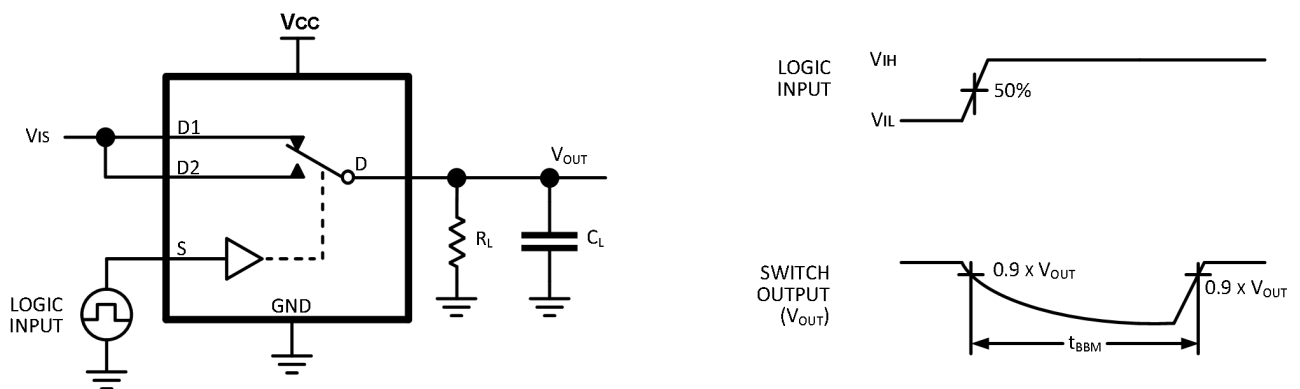 VCC
VIS
D1
D2
D
VOUT
S
RL
CL
LOGIC
INPUT
GND
LOGIC
INPUT
VIH
50%
VIL
SWITCH
OUTPUT
(VOUT)
0.9 x VOUT
0.9 x VOUT
tBBM